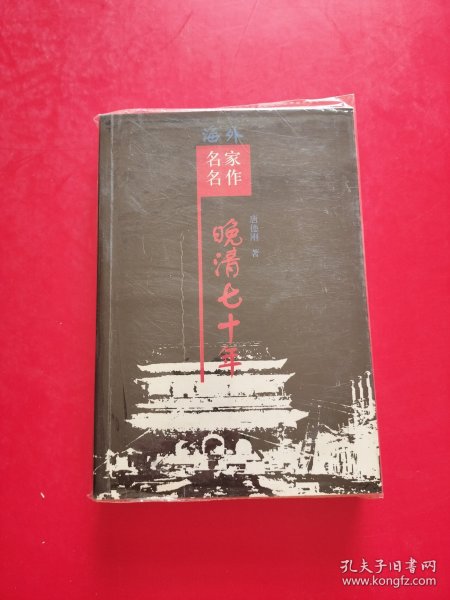 海外
名家
名作
唐德刚 著
晚清七十年
孔夫子旧书网
www.kongfz.com